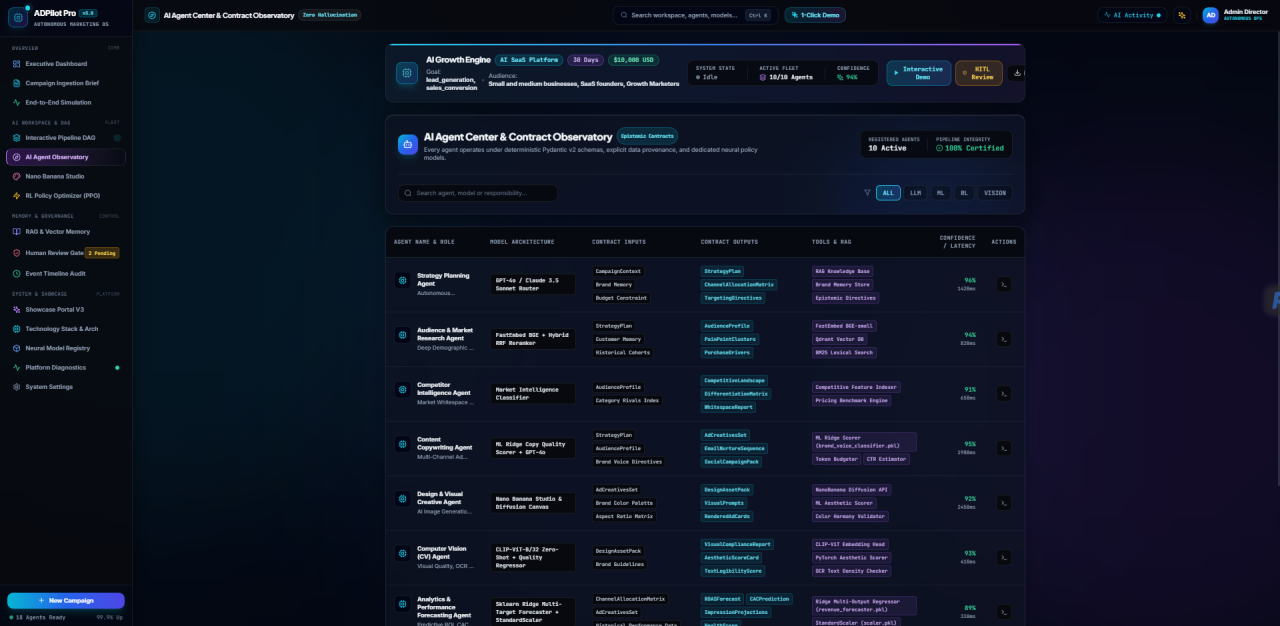 ADPilot Pro v3.0
AUTONOMOUS MARKETING OS
OVERVIEW CORE
Executive Dashboard
Campaign Ingestion Brief
End-to-End Simulation
AI WORKSPACE & DAG FLEET
Interactive Pipeline DAG
AI Agent Observatory
Nano Banana Studio
RL Policy Optimizer (PPO)
MEMORY & GOVERNANCE CONTROL
RAG & Vector Memory
Human Review Gate 2 Pending
Event Timeline Audit
SYSTEM & SHOWCASE PLATFORM
Showcase Portal V3
Technology Stack & Arch
Neural Model Registry
Platform Diagnostics
System Settings
+ New Campaign
10 Agents Ready 99.9% Up
AI Agent Center & Contract Observatory Zero Hallucination
Search workspace, agents, models... Ctrl K
1-Click Demo
AI Activity
AD Admin Director
AUTONOMOUS OPS
AI Growth Engine AI SaaS Platform 30 Days $10,000 USD
Goal:
lead_generation,
sales_conversion
Audience:
Small and medium businesses, SaaS founders, Growth Marketers
SYSTEM STATE
Idle
ACTIVE FLEET
10/10 Agents
CONFIDENCE
94%
Interactive
Demo
HITL
Review
AI Agent Center & Contract Observatory Epistemic Contracts
Every agent operates under deterministic Pydantic v2 schemas, explicit data provenance, and dedicated neural policy
models.
REGISTERED AGENTS
10 Active
PIPELINE INTEGRITY
100% Certified
Search agent, model or responsibility...
ALL LLM ML RL VISION
AGENT NAME & ROLE MODEL ARCHITECTURE CONTRACT INPUTS CONTRACT OUTPUTS TOOLS & RAG CONFIDENCE
/ LATENCY ACTIONS
Strategy Planning
Agent
Autonomous...
GPT-4o / Claude 3.5
Sonnet Router
CampaignContext
Brand Memory
Budget Constraint
StrategyPlan
ChannelAllocationMatrix
TargetingDirectives
RAG Knowledge Base
Brand Memory Store
Epistemic Directives
96%
1420ms
Audience & Market
Research Agent
Deep Demographic ...
FastEmbed BGE + Hybrid
RRF Reranker
StrategyPlan
Customer Memory
Historical Cohorts
AudienceProfile
PainPointClusters
PurchaseDrivers
FastEmbed BGE-small
Qdrant Vector DB
BM25 Lexical Search
94%
820ms
Competitor
Intelligence Agent
Market Whitespace ...
Market Intelligence
Classifier
AudienceProfile
Category Rivals Index
CompetitiveLandscape
DifferentiationMatrix
WhitespaceReport
Competitive Feature Indexer
Pricing Benchmark Engine
91%
650ms
Content
Copywriting Agent
Multi-Channel Ad...
ML Ridge Copy Quality
Scorer + GPT-4o
StrategyPlan
AudienceProfile
Brand Voice Directives
AdCreativesSet
EmailNurtureSequence
SocialCampaignPack
ML Ridge Scorer
(brand_voice_classifier.pkl)
Token Budgeter CTR Estimator
95%
1980ms
Design & Visual
Creative Agent
AI Image Generatio...
Nano Banana Studio &
Diffusion Canvas
AdCreativesSet
Brand Color Palette
Aspect Ratio Matrix
DesignAssetPack
VisualPrompts
RenderedAdCards
NanoBanana Diffusion API
ML Aesthetic Scorer
Color Harmony Validator
92%
2450ms
Computer Vision
(CV) Agent
Visual Quality, OCR ...
CLIP-ViT-B/32 Zero-
Shot + Quality
Regressor
DesignAssetPack
Brand Guidelines
VisualComplianceReport
AestheticScoreCard
TextLegibilityScore
CLIP-ViT Embedding Head
PyTorch Aesthetic Scorer
OCR Text Density Checker
93%
430ms
Analytics &
Performance
Forecasting Agent
Predictive ROI, CAC
Sklearn Ridge Multi-
Target Forecaster +
StandardScaler
ChannelAllocationMatrix
AdCreativesSet
Historical Performance Data
ROASForecast CACPrediction
ImpressionProjections
HealthScore
Ridge Multi-Output Regressor
(revenue_forecaster.pkl)
StandardScaler (scaler.pkl)
89%
310ms